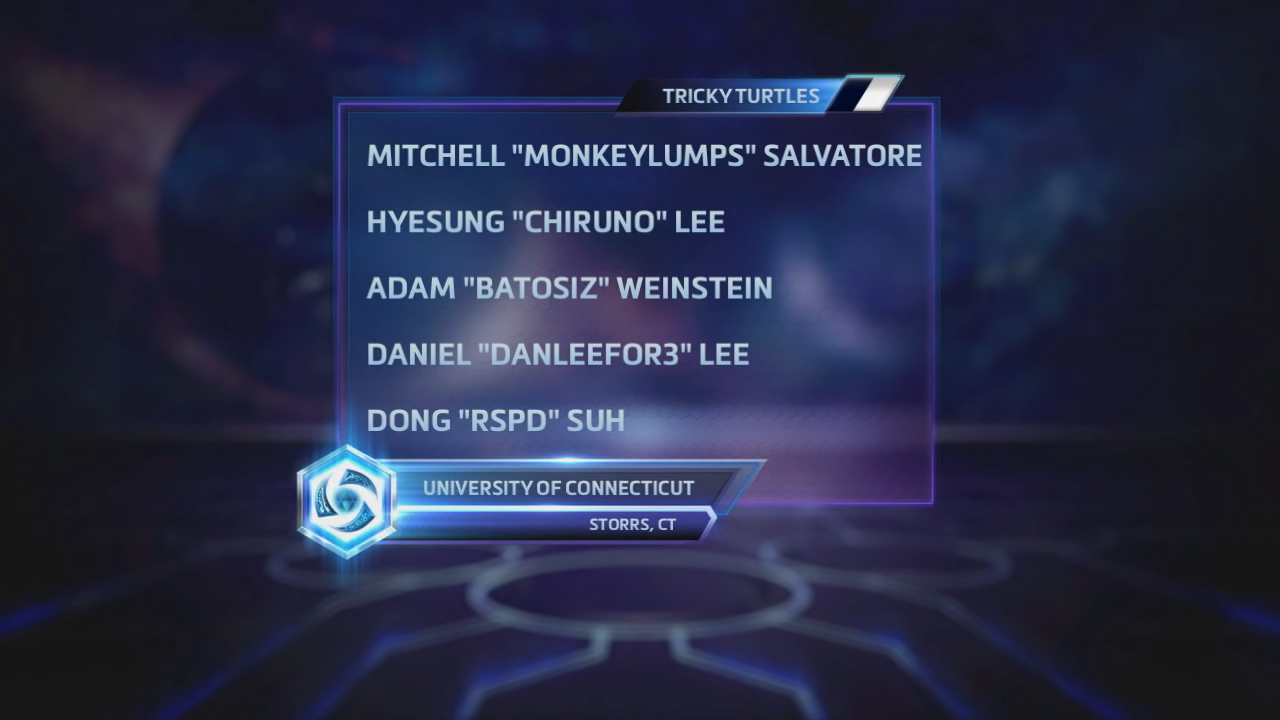 TRICKY TURTLES
MITCHELL "MONKEYLUMPS" SALVATORE
HYESUNG "CHIRUNO" LEE
ADAM "BATOSIZ" WEINSTEIN
DANIEL "DANLEEFOR3" LEE
DONG "RSPD" SUH
UNIVERSITY OF CONNECTICUT
STORRS, CT